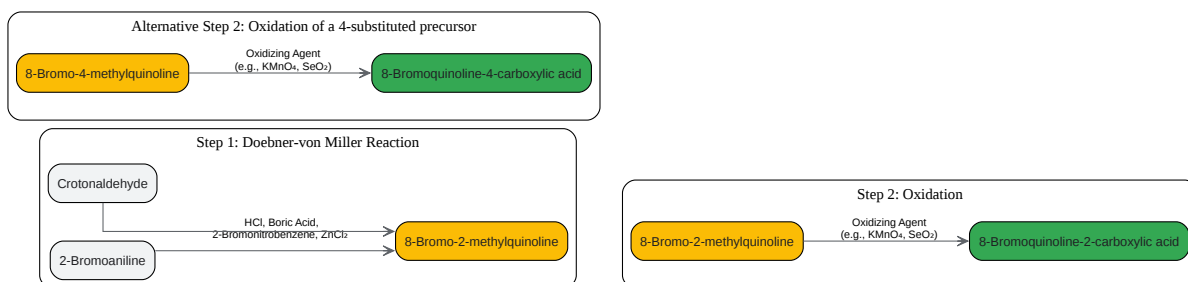 Alternative Step 2: Oxidation of a 4-substituted precursor
8-Bromo-4-methylquinoline
Oxidizing Agent
(e.g., KMnO₄, SeO₂)
8-Bromoquinoline-4-carboxylic acid
Step 1: Doebner-von Miller Reaction
Crotonaldehyde
2-Bromoaniline
HCl, Boric Acid,
2-Bromonitrobenzene, ZnCl₂
8-Bromo-2-methylquinoline
Step 2: Oxidation
8-Bromo-2-methylquinoline
Oxidizing Agent
(e.g., KMnO₄, SeO₂)
8-Bromoquinoline-2-carboxylic acid